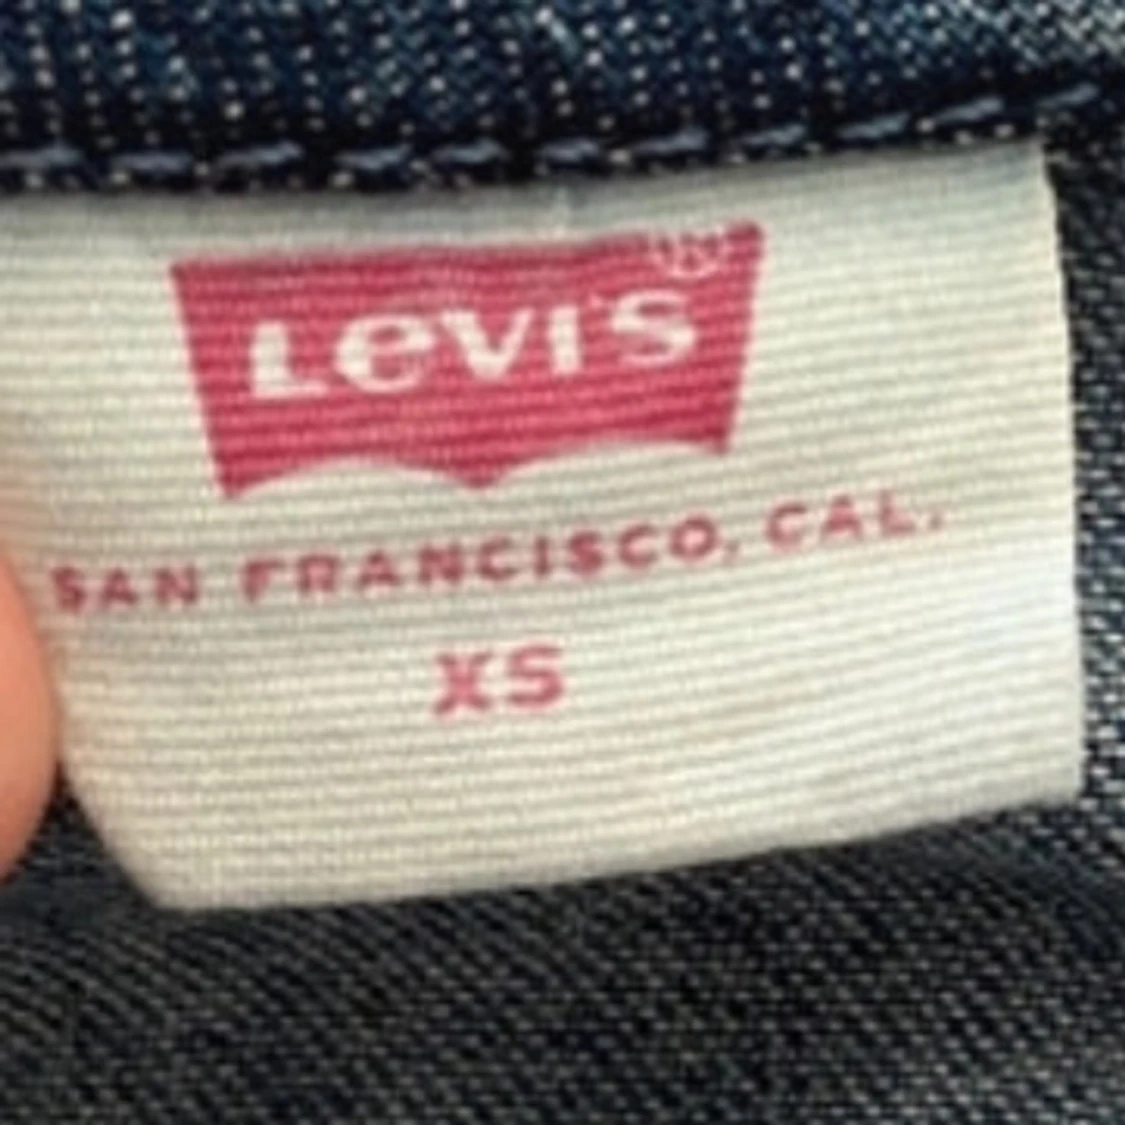 LEVI'S ®
SAN FRANCISCO, CAL.
XS